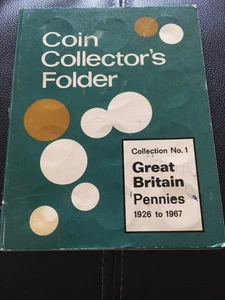 Coin
Collector's
Folder
Collection No. 1
Great
Britain
Pennies
1926 to 1967